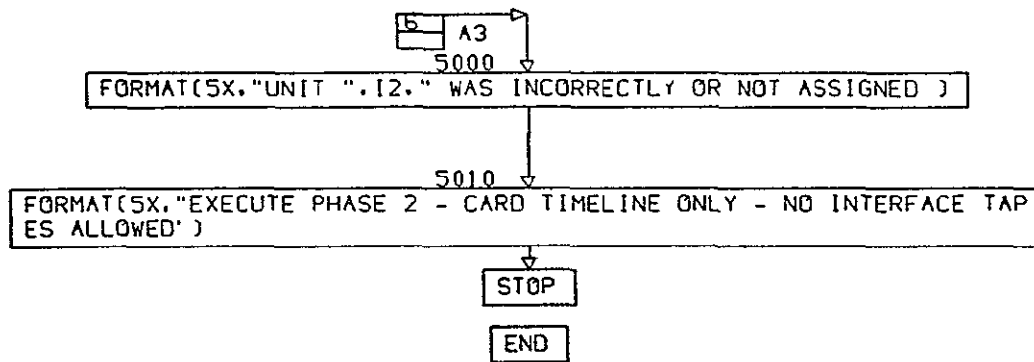 6
A3
5000
FORMAT(5X,"UNIT ",I2," WAS INCORRECTLY OR NOT ASSIGNED )
5010
FORMAT(5X,"EXECUTE PHASE 2 - CARD TIMELINE ONLY - NO INTERFACE TAP
ES ALLOWED')
STOP
END